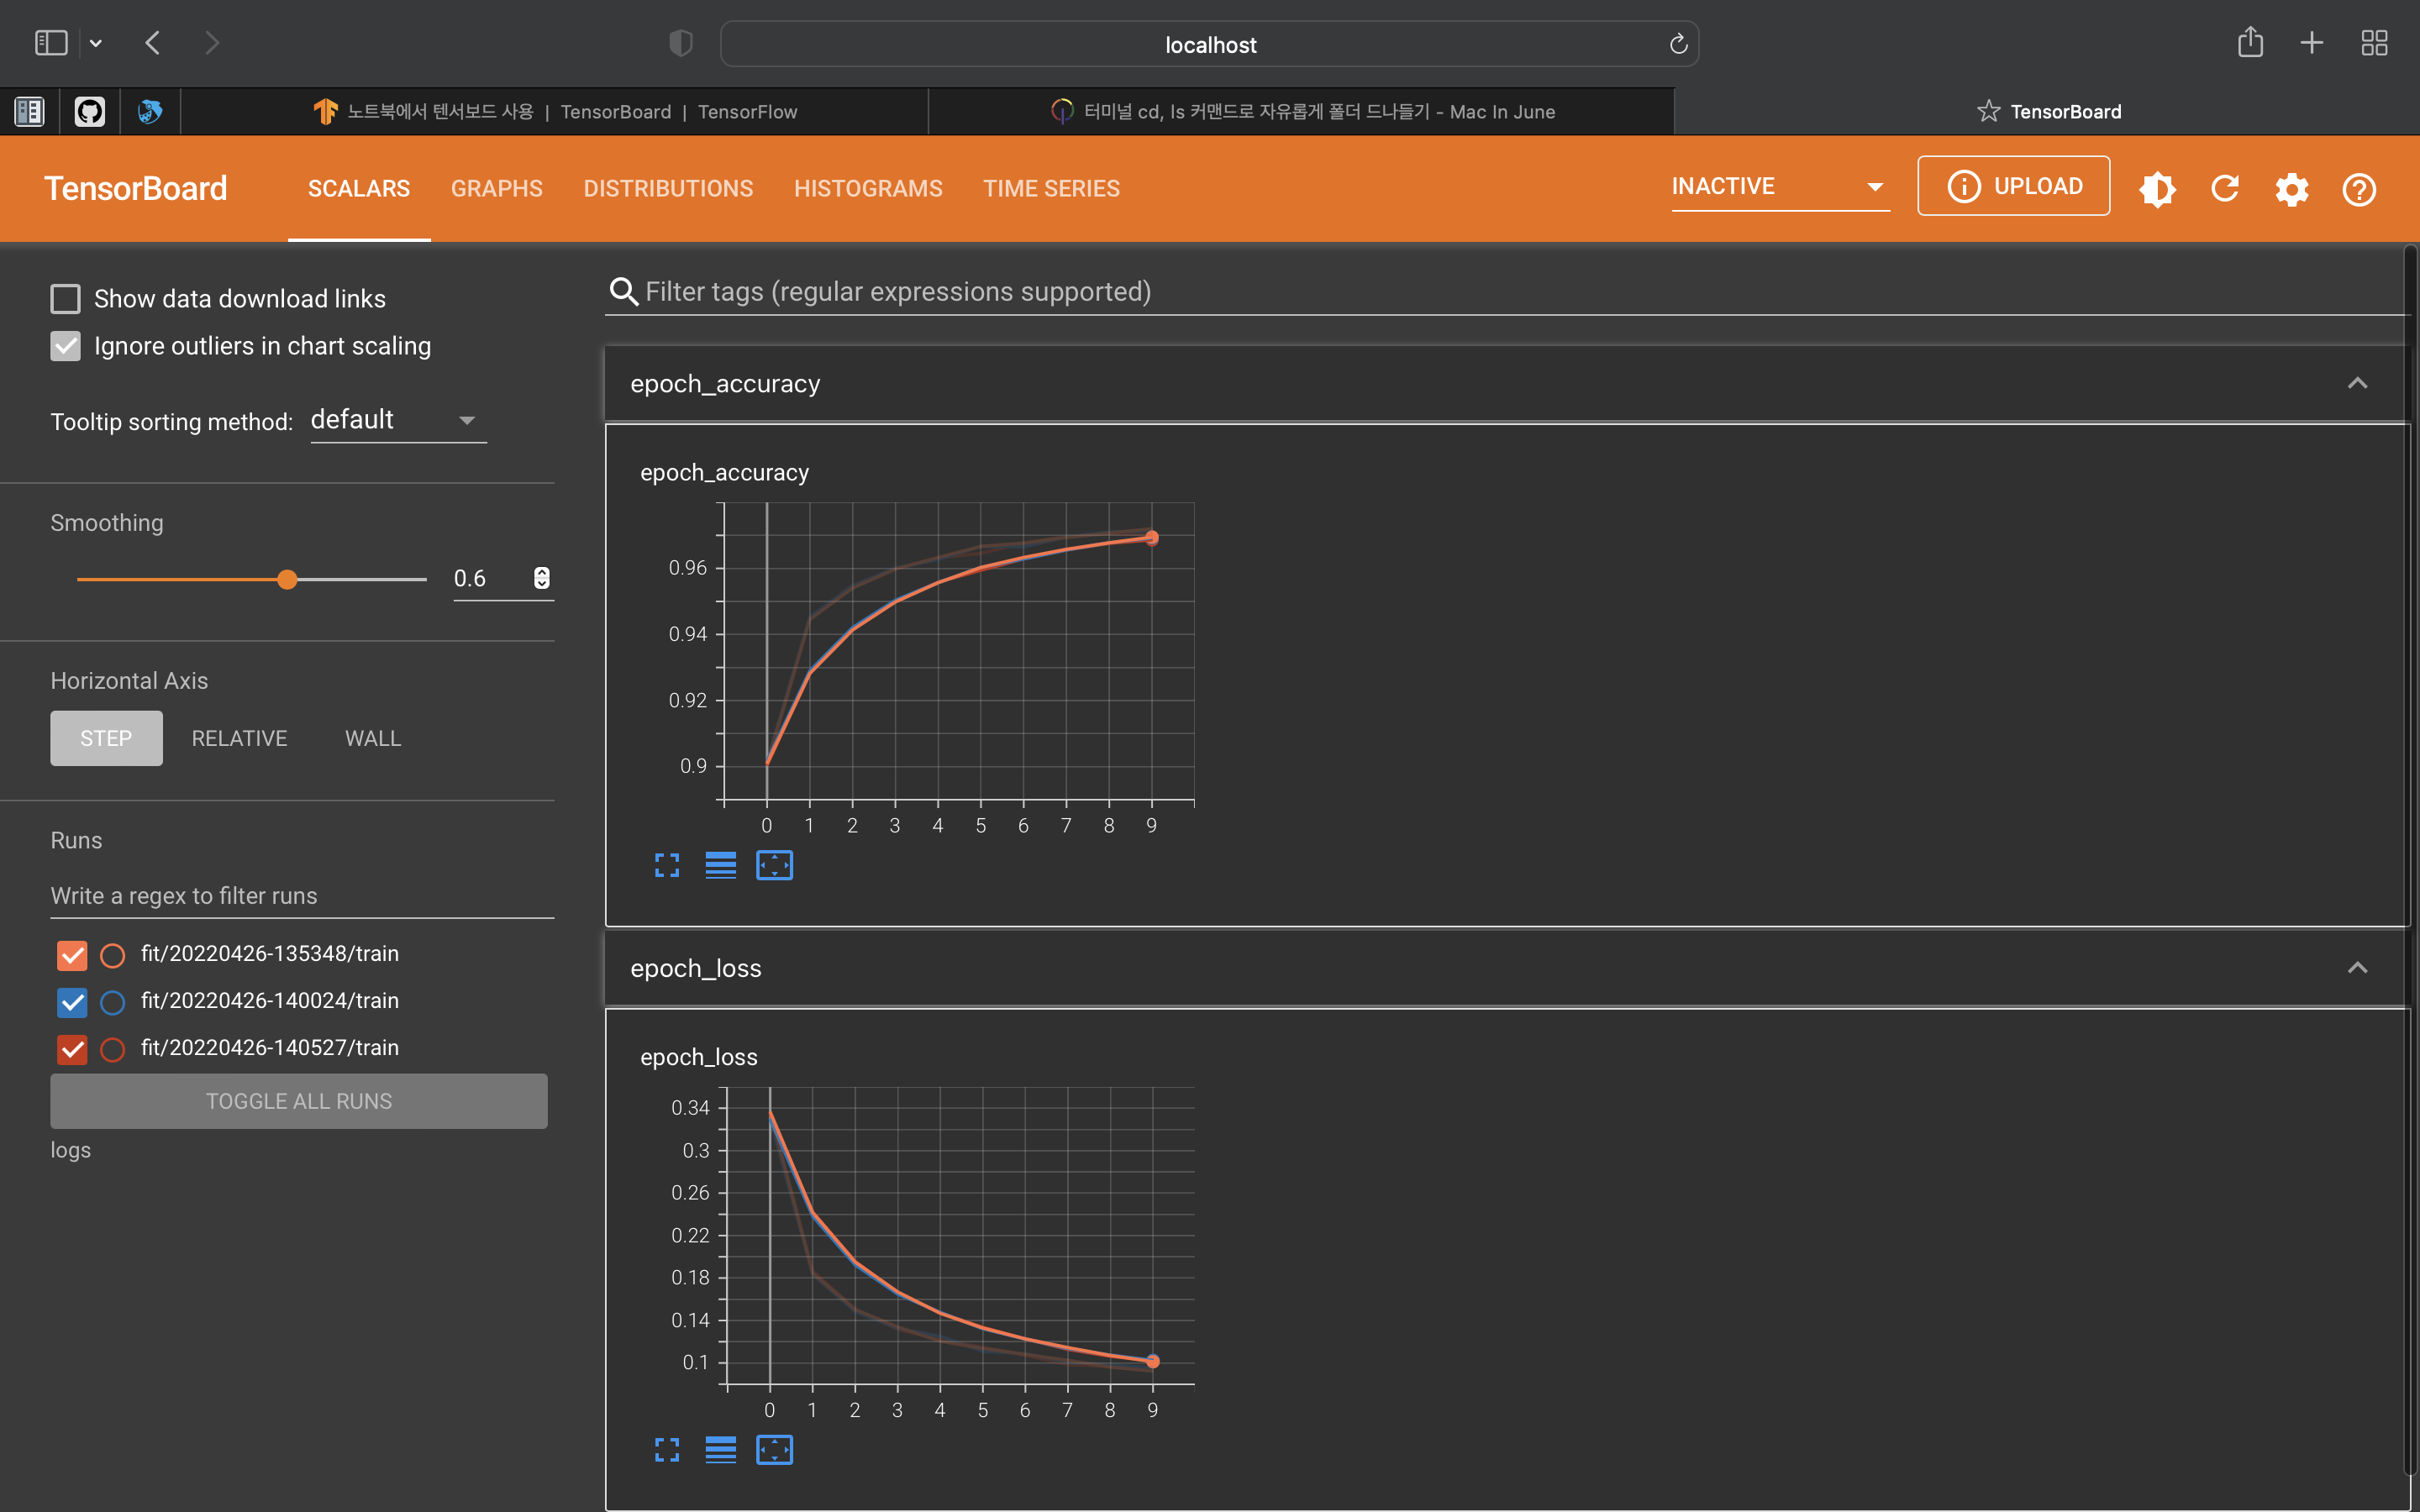 localhost
노트북에서 텐서보드 사용 | TensorBoard | TensorFlow
터미널 cd, ls 커맨드로 자유롭게 폴더 드나들기 - Mac In June
TensorBoard
TensorBoard
SCALARS
GRAPHS
DISTRIBUTIONS
HISTOGRAMS
TIME SERIES
INACTIVE
UPLOAD
Show data download links
Ignore outliers in chart scaling
Tooltip sorting method: default
Smoothing
0.6
Horizontal Axis
STEP
RELATIVE
WALL
Runs
Write a regex to filter runs
fit/20220426-135348/train
fit/20220426-140024/train
fit/20220426-140527/train
TOGGLE ALL RUNS
logs
Filter tags (regular expressions supported)
epoch_accuracy
epoch_accuracy
0.96
0.94
0.92
0.9
0 1 2 3 4 5 6 7 8 9
epoch_loss
epoch_loss
0.34
0.3
0.26
0.22
0.18
0.14
0.1
0 1 2 3 4 5 6 7 8 9